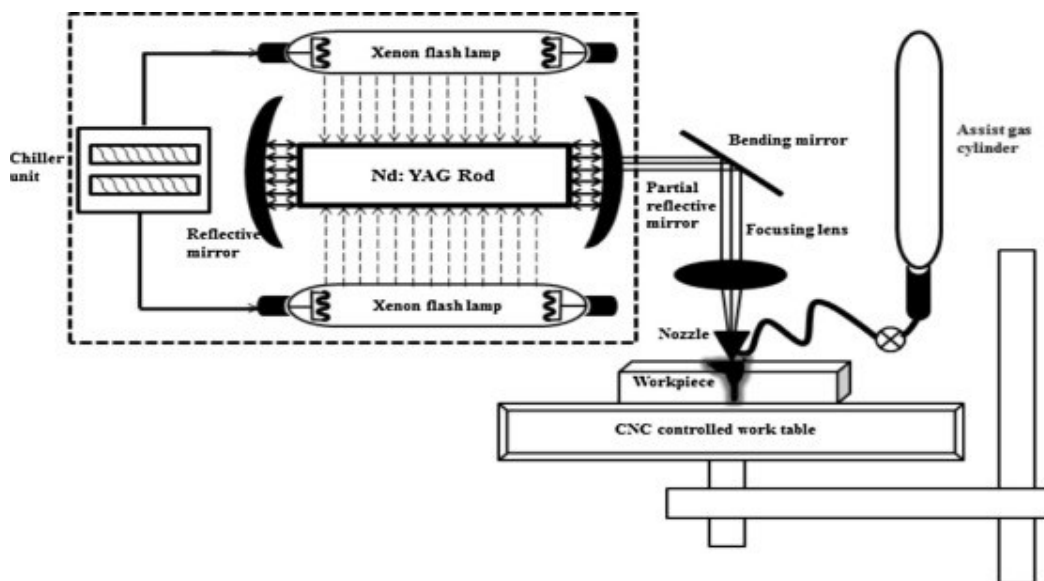 Xenon flash lamp
Chiller
unit
Nd: YAG Rod
Reflective
mirror
Xenon flash lamp
Bending mirror
Partial
reflective
mirror
Focusing lens
Assist gas
cylinder
Nozzle
Workpiece
CNC controlled work table